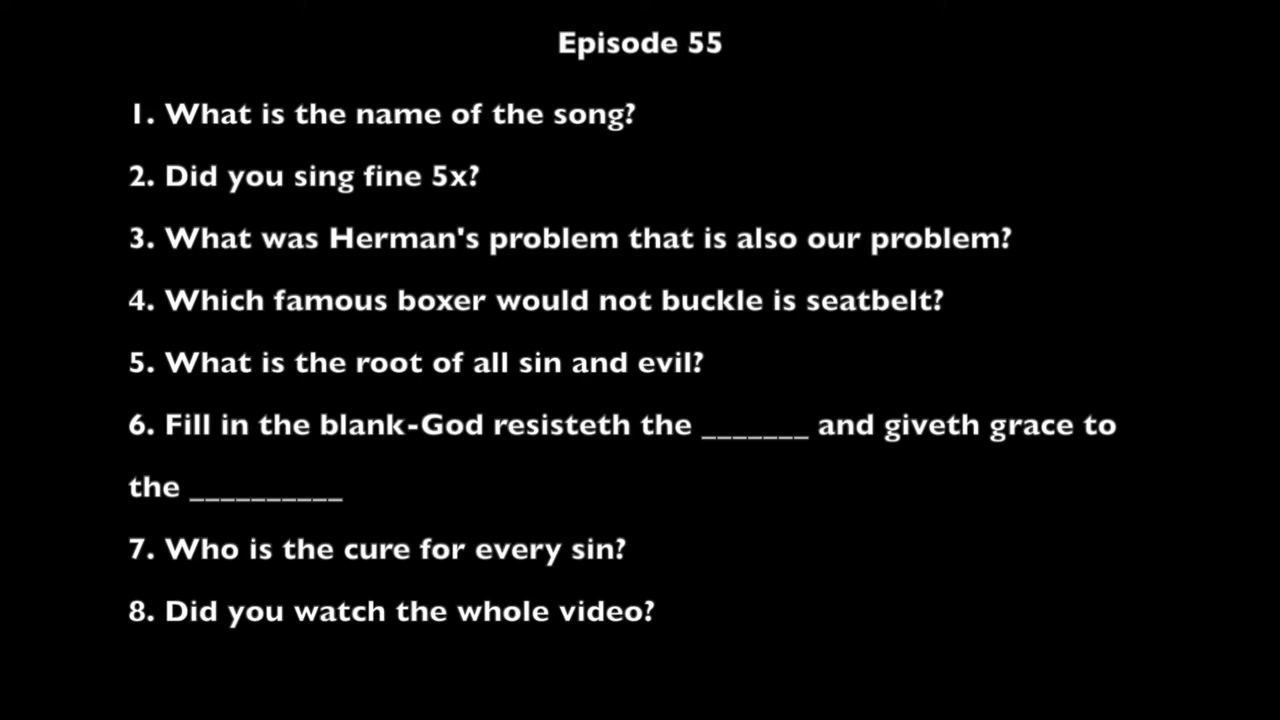 Episode 55
1. What is the name of the song?
2. Did you sing fine 5x?
3. What was Herman's problem that is also our problem?
4. Which famous boxer would not buckle is seatbelt?
5. What is the root of all sin and evil?
6. Fill in the blank-God resisteth the _______ and giveth grace to
the __________
7. Who is the cure for every sin?
8. Did you watch the whole video?